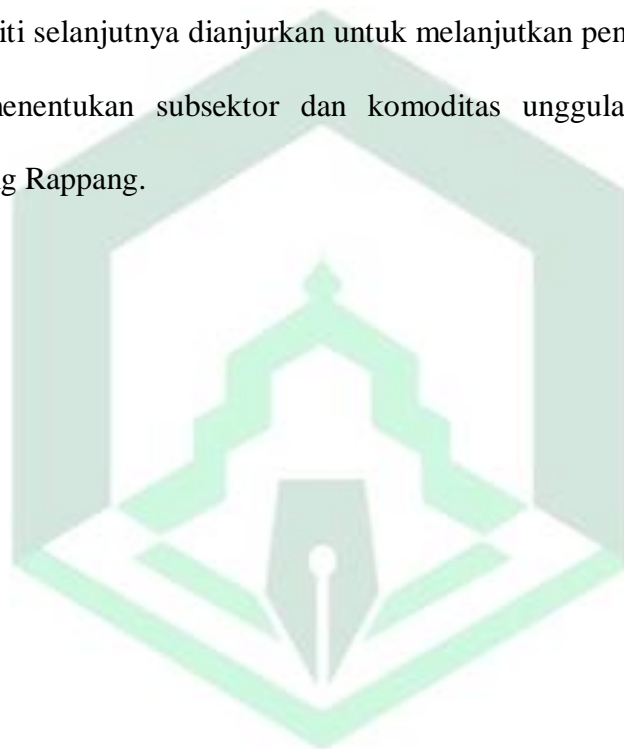 iti selanjutnya dianjurkan untuk melanjutkan pen
nenentukan subsektor dan komoditas unggula
g Rappang.